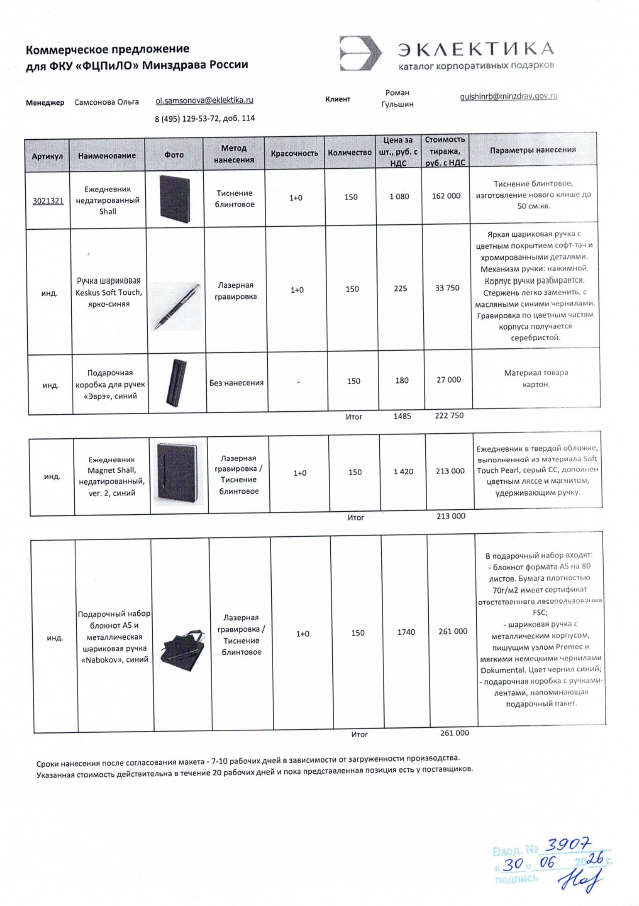 Коммерческое предложение
для ФКУ «ФЦПиЛО» Минздрава России
ЭКЛЕКТИКА
каталог корпоративных подарков
Менеджер Самсонова Ольга ol.samsonova@eklektika.ru Клиент Роман Гульшин gulshinrb@minzdrav.gov.ru
8 (495) 129-53-72, доб. 114
Артикул Наименование Фото Метод нанесения Красочность Количество Цена за шт., руб. с НДС Стоимость тиража, руб. с НДС Параметры нанесения
3021321 Ежедневник недатированный Shall Тиснение блинтовое 1+0 150 1 080 162 000 Тиснение блинтовое, изготовление нового клише до 50 см.кв.
инд. Ручка шариковая Keskus Soft Touch, ярко-синяя Лазерная гравировка 1+0 150 225 33 750 Яркая шариковая ручка с цветным покрытием софт-тач и хромированными деталями. Механизм ручки: нажимной. Корпус ручки разбирается. Стержень легко заменить, с масляными синими чернилами. Гравировка по цветным частям корпуса получается серебристой.
инд. Подарочная коробка для ручек «Эврэ», синий Без нанесения - 150 180 27 000 Материал товара картон.
Итог 1485 222 750
инд. Ежедневник Magnet Shall, недатированный, ver. 2, синий Лазерная гравировка / Тиснение блинтовое 1+0 150 1 420 213 000 Ежедневник в твердой обложке, выполненной из материала Soft Touch Pearl, серый СС, дополнен цветным ляссе и магнитом, удерживающим ручку.
Итог 213 000
инд. Подарочный набор блокнот А5 и металлическая шариковая ручка «Nabokov», синий Лазерная гравировка / Тиснение блинтовое 1+0 150 1740 261 000 В подарочный набор входят: - блокнот формата А5 на 80 листов. Бумага плотностью 70г/м2 имеет сертификат ответственного лесопользования FSC; - шариковая ручка с металлическим корпусом, пишущим узлом Premec и мягкими немецкими чернилами Dokumental. Цвет чернил синий; - подарочная коробка с ручками-лентами, напоминающая подарочный пакет.
Итог 261 000
Сроки нанесения после согласования макета - 7-10 рабочих дней в зависимости от загруженности производства.
Указанная стоимость действительна в течение 20 рабочих дней и пока представленная позиция есть у поставщиков.
Вход. № 3907
«30» 06 2026 г.
подпись